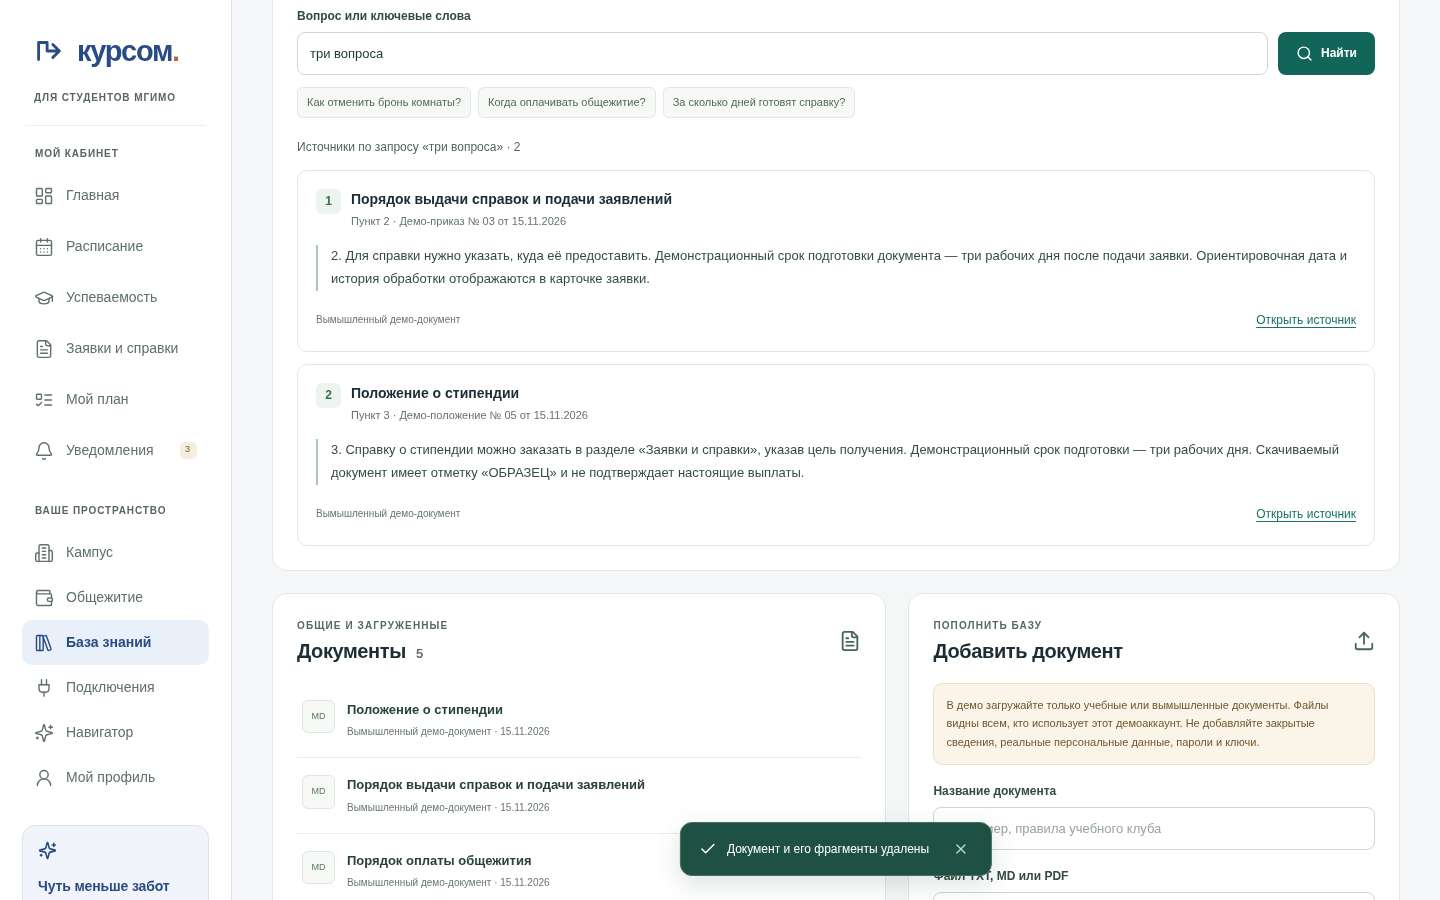 курсом.
ДЛЯ СТУДЕНТОВ МГИМО
МОЙ КАБИНЕТ
Главная
Расписание
Успеваемость
Заявки и справки
Мой план
Уведомления 3
ВАШЕ ПРОСТРАНСТВО
Кампус
Общежитие
База знаний
Подключения
Навигатор
Мой профиль
Чуть меньше забот
Вопрос или ключевые слова
три вопроса
Найти
Как отменить бронь комнаты? Когда оплачивать общежитие? За сколько дней готовят справку?
Источники по запросу «три вопроса» · 2
1 Порядок выдачи справок и подачи заявлений
Пункт 2 · Демо-приказ № 03 от 15.11.2026
2. Для справки нужно указать, куда её предоставить. Демонстрационный срок подготовки документа — три рабочих дня после подачи заявки. Ориентировочная дата и
история обработки отображаются в карточке заявки.
Вымышленный демо-документ Открыть источник
2 Положение о стипендии
Пункт 3 · Демо-положение № 05 от 15.11.2026
3. Справку о стипендии можно заказать в разделе «Заявки и справки», указав цель получения. Демонстрационный срок подготовки — три рабочих дня. Скачиваемый
документ имеет отметку «ОБРАЗЕЦ» и не подтверждает настоящие выплаты.
Вымышленный демо-документ Открыть источник
ОБЩИЕ И ЗАГРУЖЕННЫЕ
Документы 5
MD Положение о стипендии
Вымышленный демо-документ · 15.11.2026
MD Порядок выдачи справок и подачи заявлений
Вымышленный демо-документ · 15.11.2026
MD Порядок оплаты общежития
Вымышленный демо-документ · 15.11.2026
ПОПОЛНИТЬ БАЗУ
Добавить документ
В демо загружайте только учебные или вымышленные документы. Файлы
видны всем, кто использует этот демоаккаунт. Не добавляйте закрытые
сведения, реальные персональные данные, пароли и ключи.
Название документа
правила учебного клуба
Файл TXT, MD или PDF
Документ и его фрагменты удалены